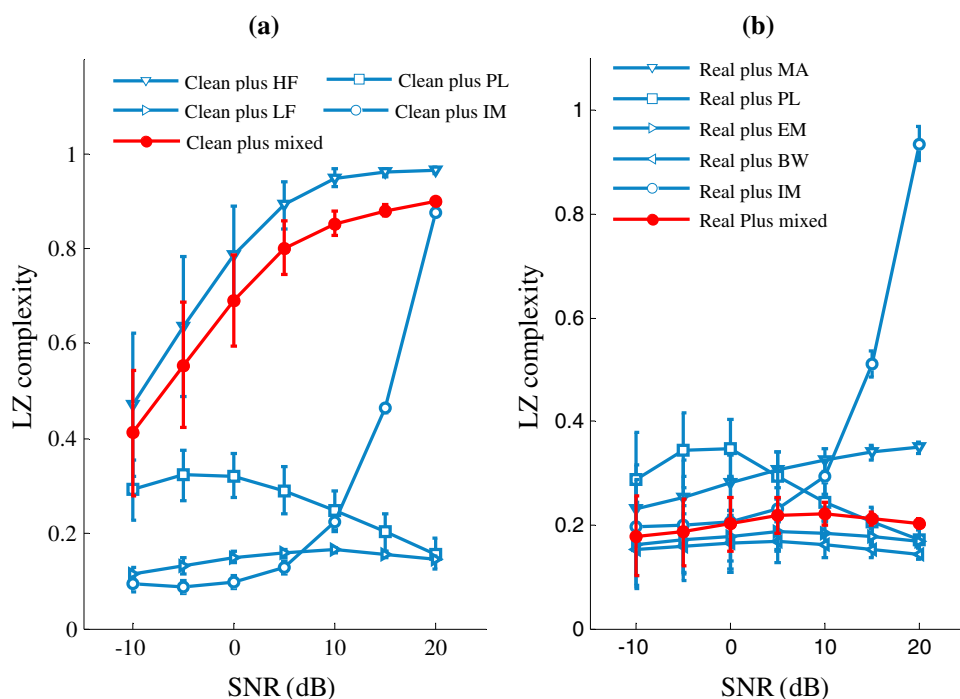 (a)
Clean plus HF
Clean plus PL
Clean plus LF
Clean plus IM
Clean plus mixed
1
0.8
0.6
0.4
0.2
0
-10
0
10
20
LZ complexity
SNR (dB)
(b)
Real plus MA
Real plus PL
Real plus EM
Real plus BW
Real plus IM
Real Plus mixed
1
0.8
0.6
0.4
0.2
0
-10
0
10
20
LZ complexity
SNR (dB)